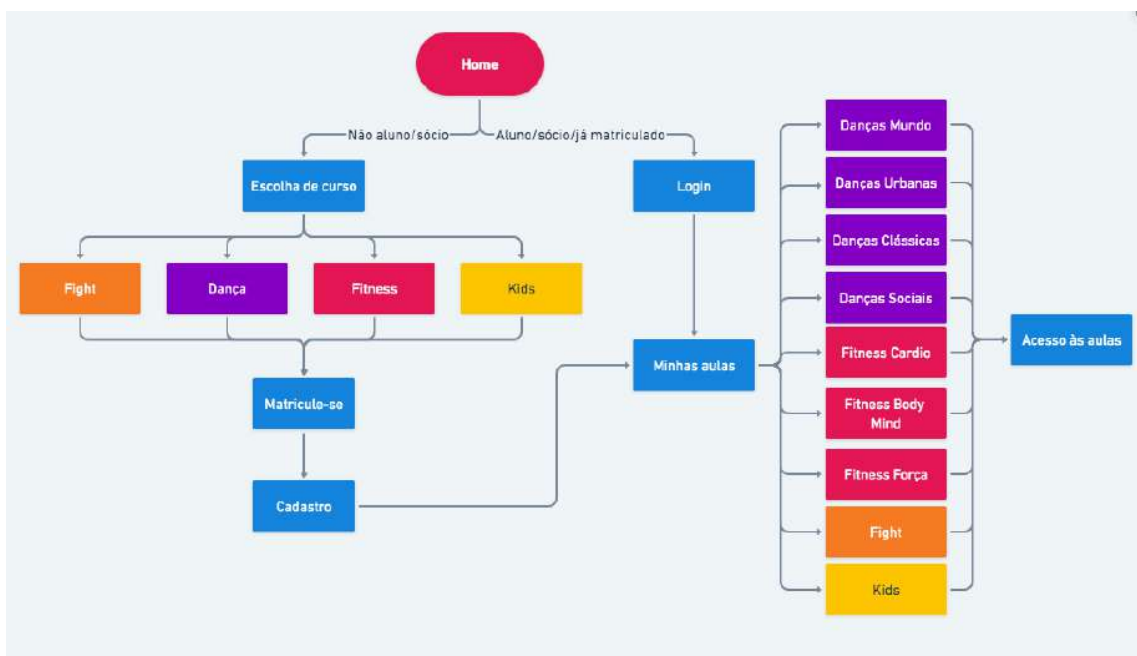 Home
Não aluno/sócio
Aluno/sócio/já matriculado
Escolha de curso
Login
Fight
Dança
Fitness
Kids
Matricule-se
Cadastro
Minhas aulas
Danças Mundo
Danças Urbanas
Danças Clássicas
Danças Sociais
Fitness Cardio
Fitness Body
Mind
Fitness Força
Fight
Kids
Acesso às aulas